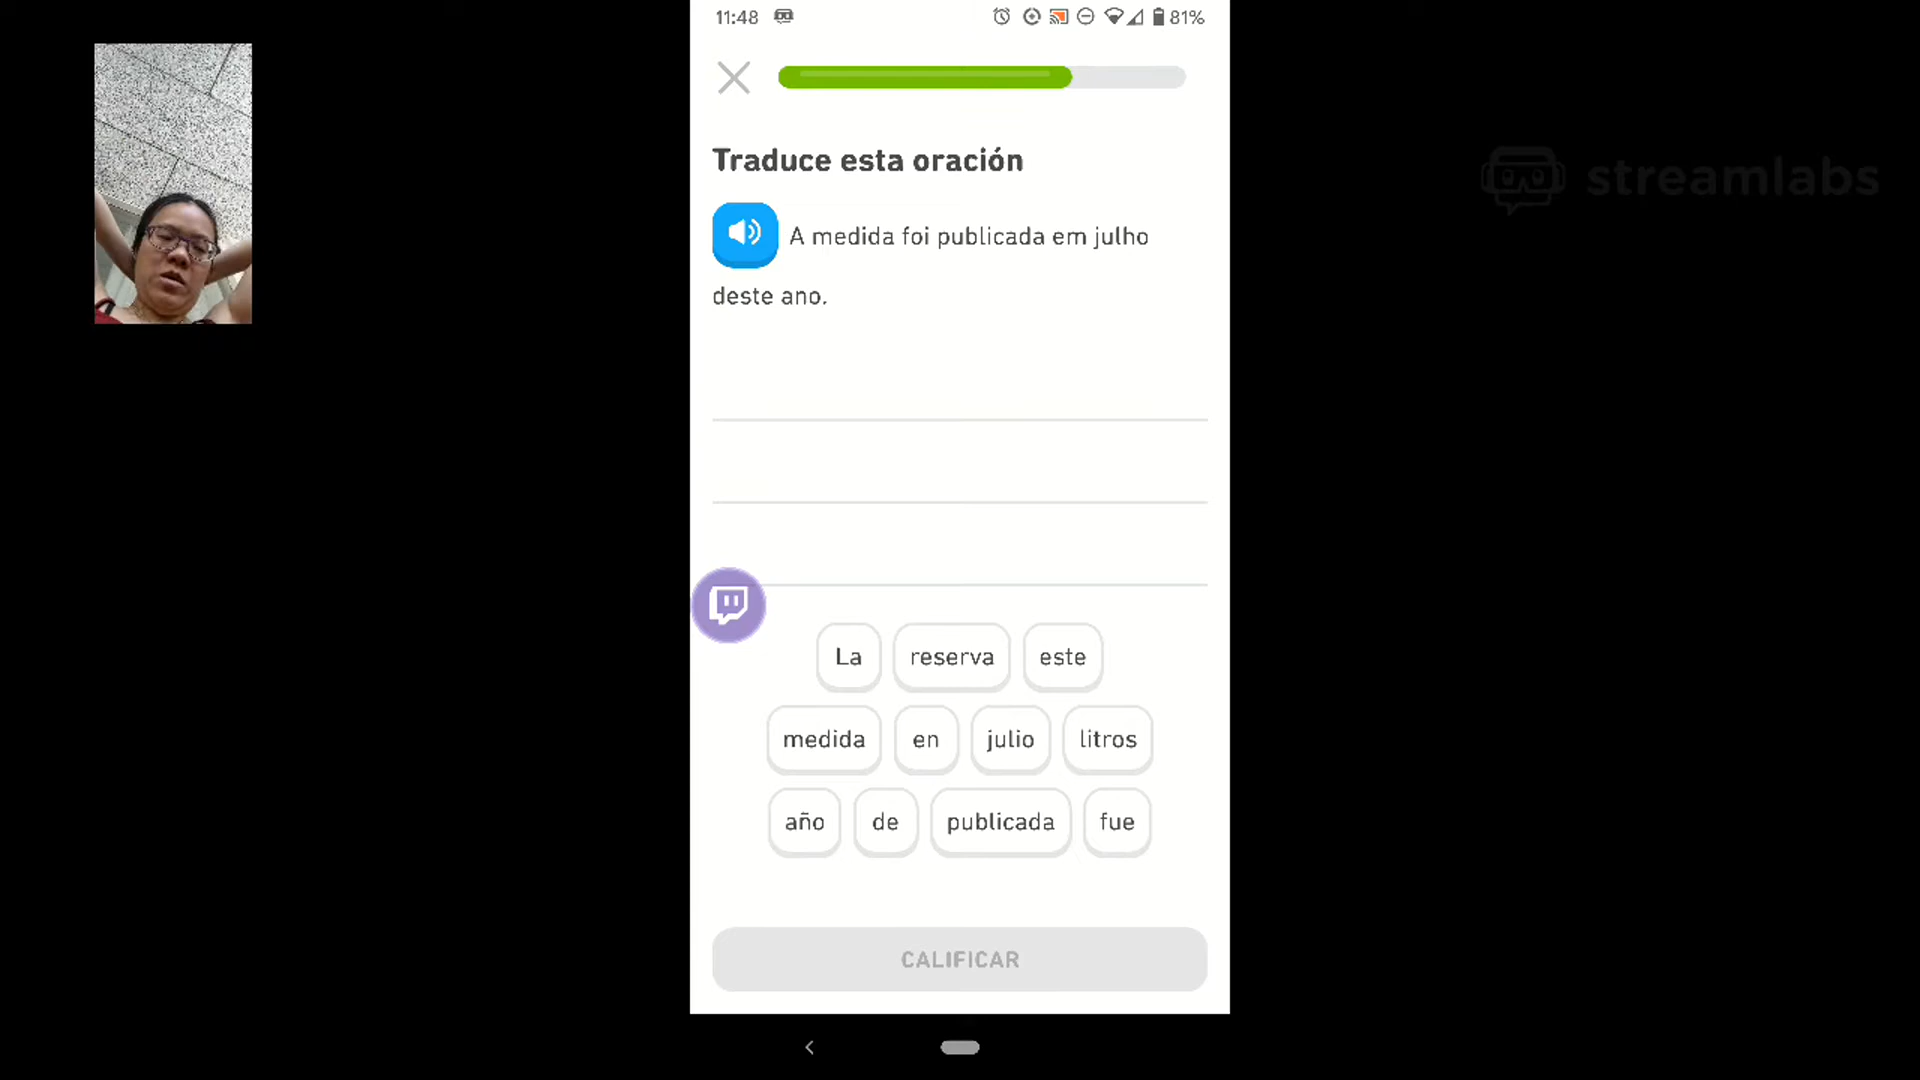 11:48
81%
streamlabs
Traduce esta oración
A medida foi publicada em julho
deste ano.
La reserva este
medida en julio litros
año de publicada fue
CALIFICAR